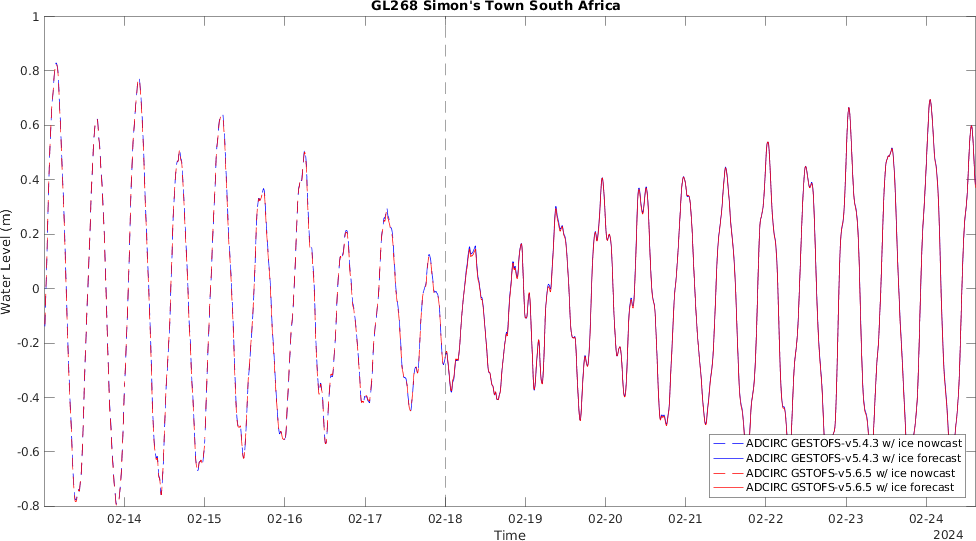 GL268 Simon's Town South Africa
1
0.8
0.6
0.4
0.2
0
-0.2
-0.4
-0.6
-0.8
Water Level (m)
ADCIRC GESTOFS-v5.4.3 w/ ice nowcast
ADCIRC GESTOFS-v5.4.3 w/ ice forecast
ADCIRC GSTOFS-v5.6.5 w/ ice nowcast
ADCIRC GSTOFS-v5.6.5 w/ ice forecast
02-14 02-15 02-16 02-17 02-18 02-19 02-20 02-21 02-22 02-23 02-24
Time
2024